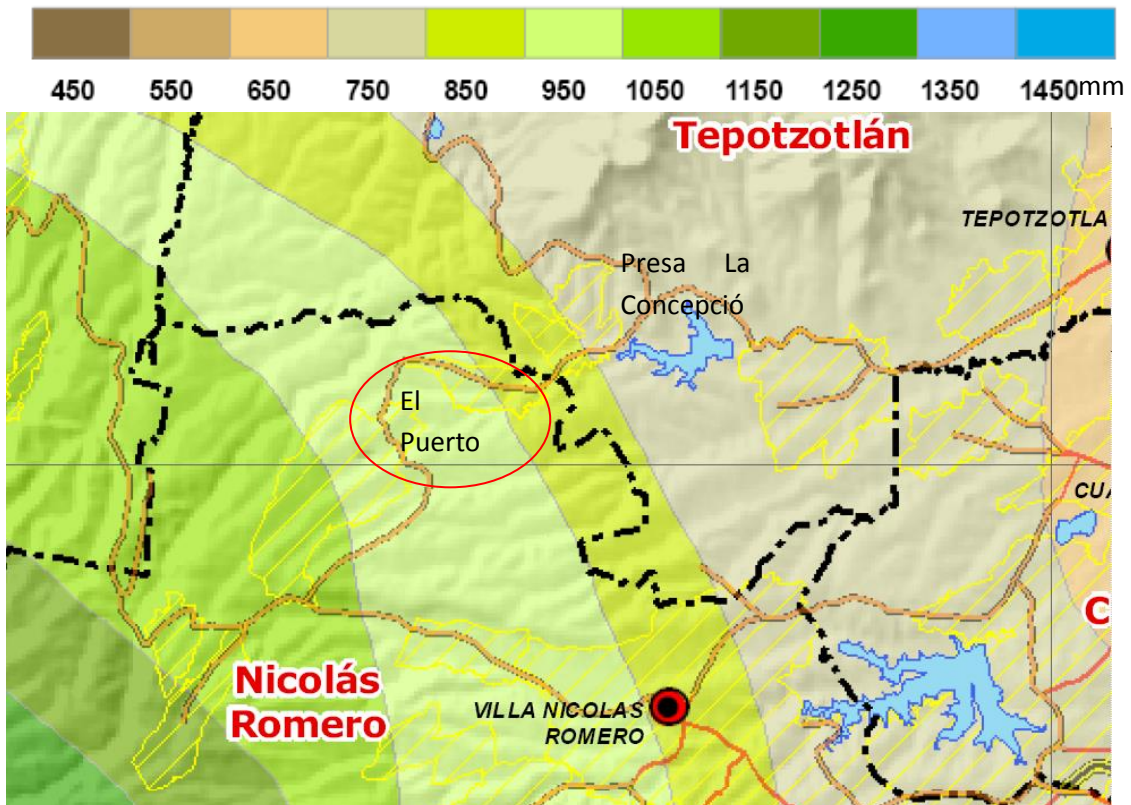 450 550 650 750 850 950 1050 1150 1250 1350 1450mm
Tepotzotlán
TEPOTZOTLA
Presa La
Concepció
El
Puerto
CU
C
Nicolás
Romero
VILLA NICOLAS
ROMERO